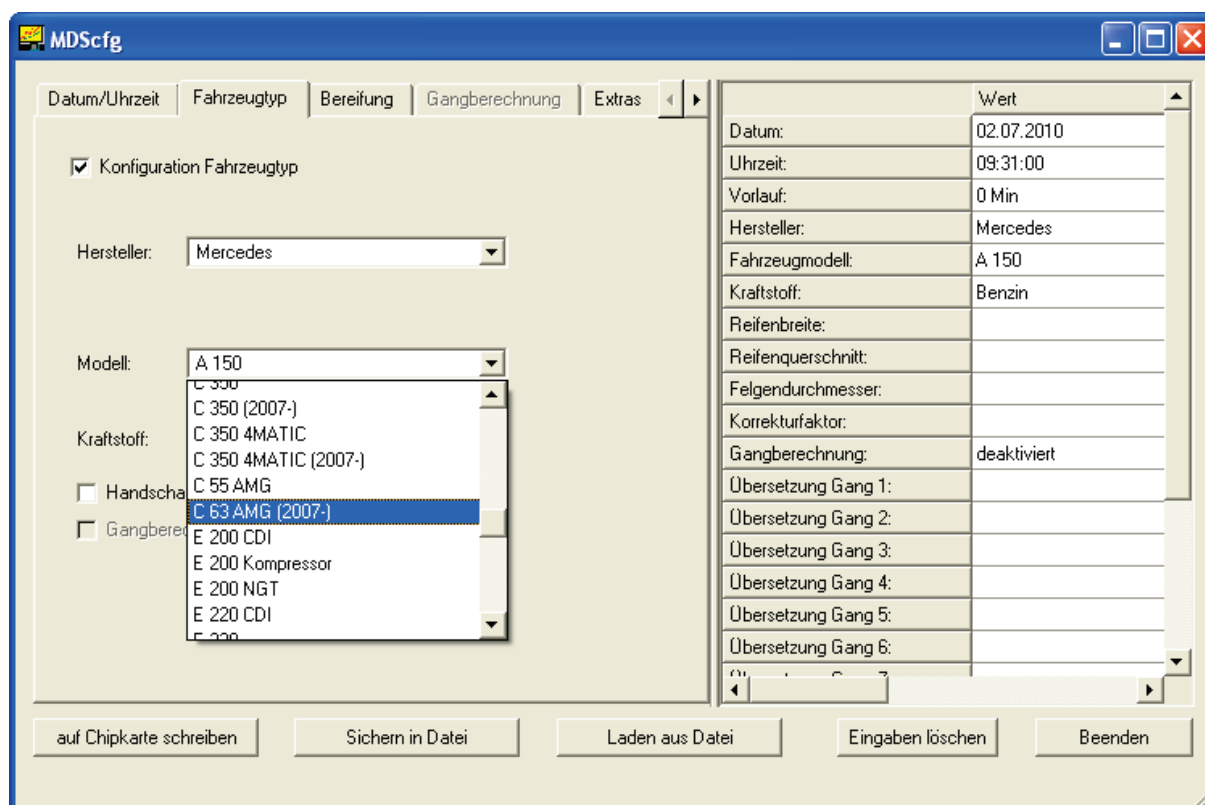 MDScfg
Datum/Uhrzeit Fahrzeugtyp Bereifung Gangberechnung Extras
Konfiguration Fahrzeugtyp
Hersteller: Mercedes
Modell: A 150
C 350
C 350 (2007-)
C 350 4MATIC
C 350 4MATIC (2007-)
C 55 AMG
C 63 AMG (2007-)
E 200 CDI
E 200 Kompressor
E 200 NGT
E 220 CDI
Kraftstoff:
Handscha
Gangbere
Wert
Datum: 02.07.2010
Uhrzeit: 09:31:00
Vorlauf: 0 Min
Hersteller: Mercedes
Fahrzeugmodell: A 150
Kraftstoff: Benzin
Reifenbreite:
Reifenquerschnitt:
Felgendurchmesser:
Korrekturfaktor:
Gangberechnung: deaktiviert
Übersetzung Gang 1:
Übersetzung Gang 2:
Übersetzung Gang 3:
Übersetzung Gang 4:
Übersetzung Gang 5:
Übersetzung Gang 6:
auf Chipkarte schreiben Sichern in Datei Laden aus Datei Eingaben löschen Beenden